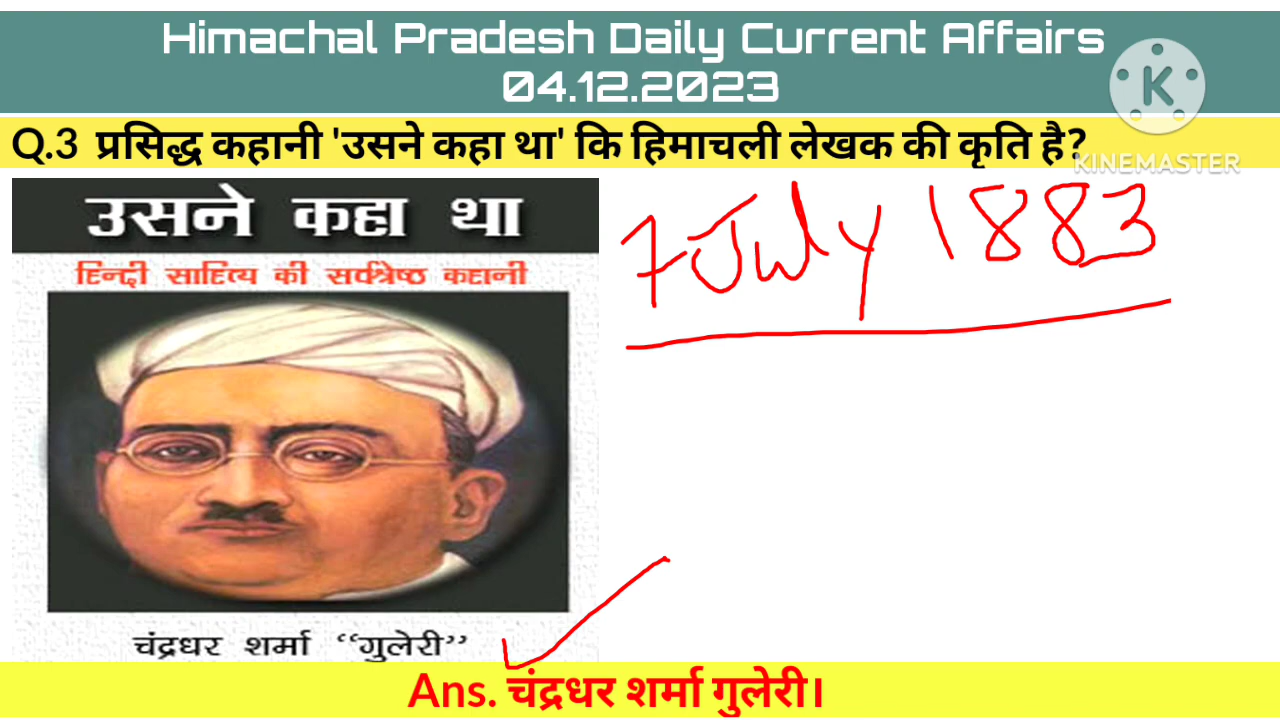 Himachal Pradesh Daily Current Affairs
04.12.2023
K
KINEMASTER
Q.3 प्रसिद्ध कहानी 'उसने कहा था' कि हिमाचली लेखक की कृति है?
उसने कहा था
हिन्दी साहित्य की सर्वश्रेष्ठ कहानी
7 July 1883
चंद्रधर शर्मा “गुलेरी”
Ans. चंद्रधर शर्मा गुलेरी।